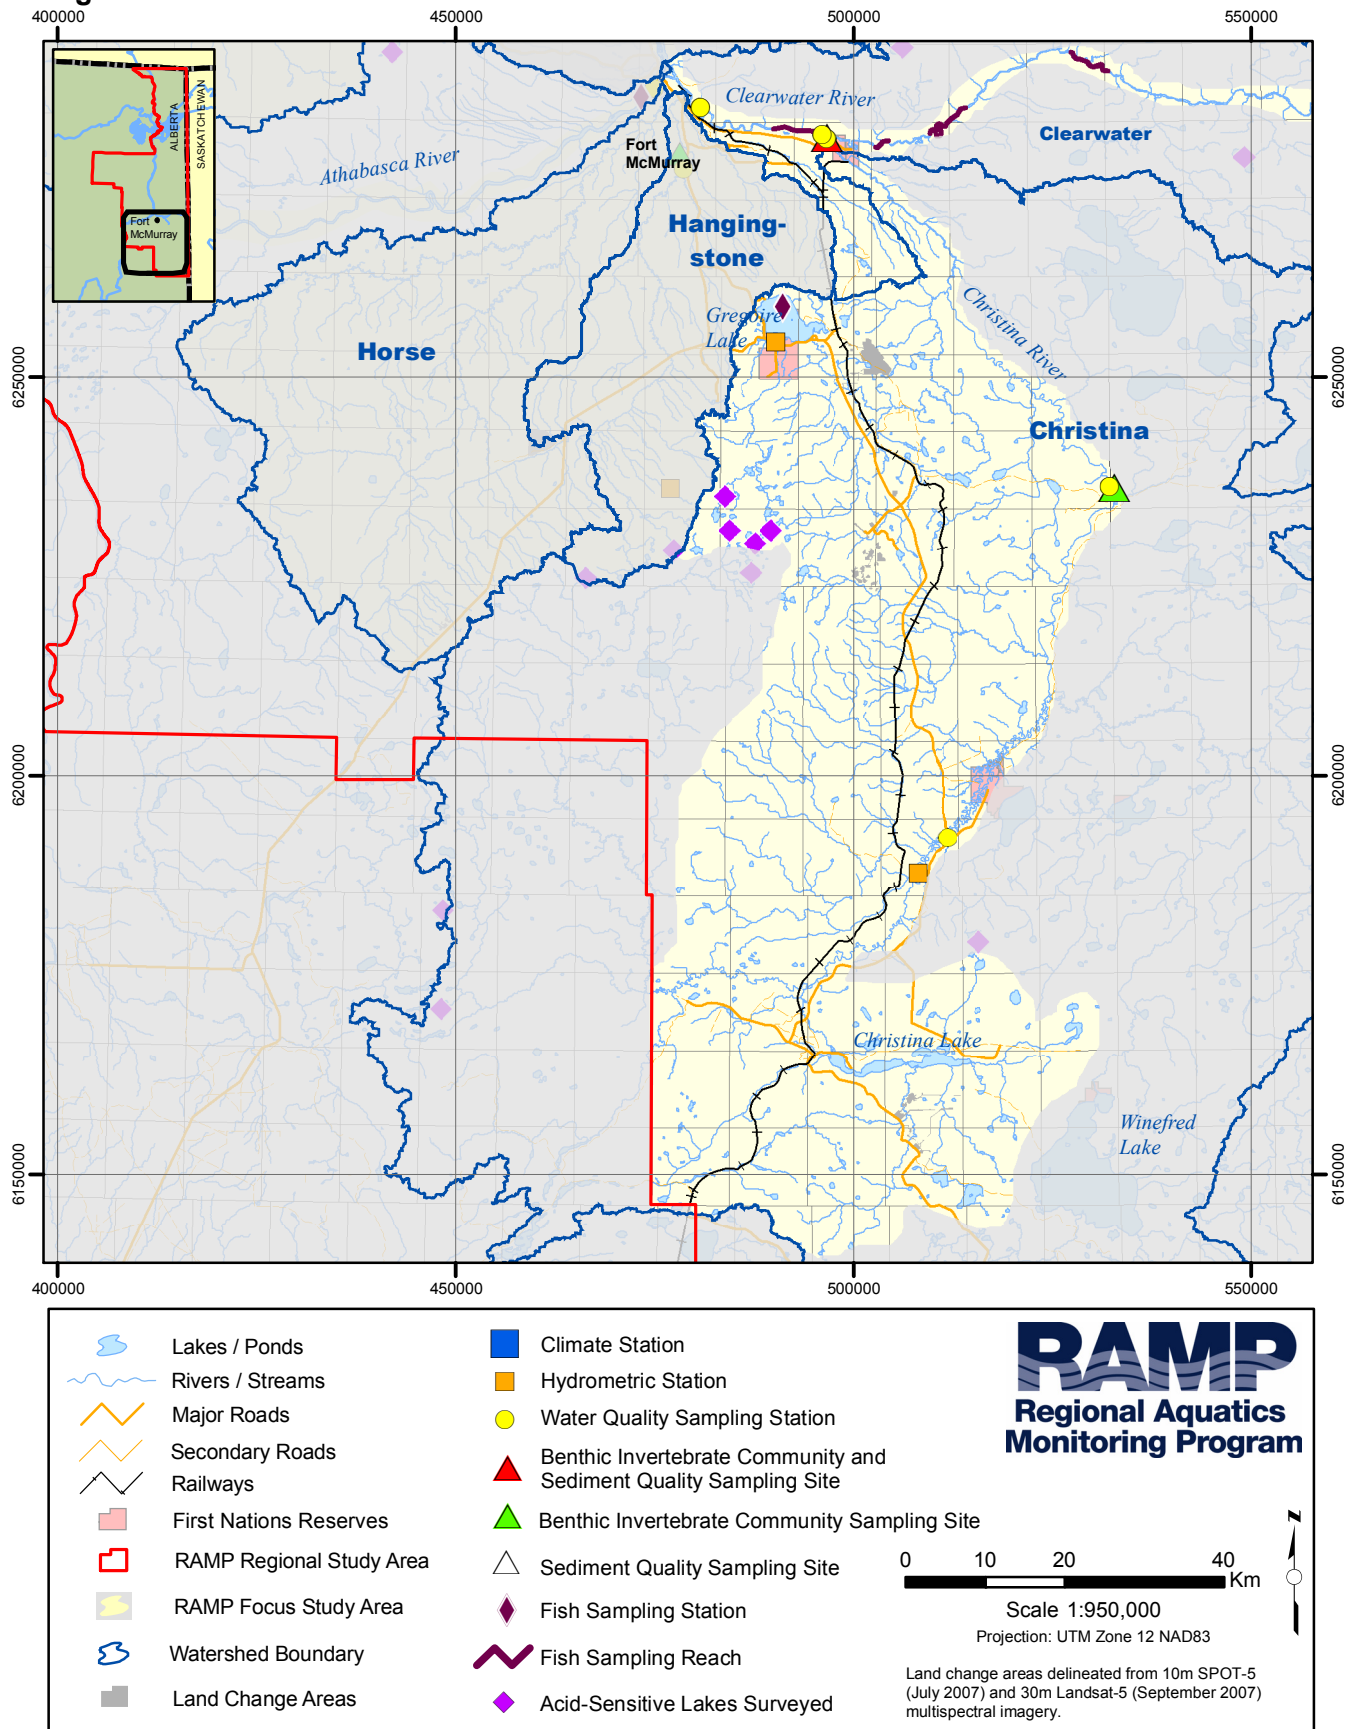 400000
450000
500000
550000
ALBERTA
SASKATCHEWAN
Fort
McMurray
Clearwater River
Clearwater
Fort
McMurray
Athabasca River
Hanging-
stone
Christina River
Gregoire
Lake
Horse
6250000
6250000
Christina
6200000
6200000
Christina Lake
Winefred
Lake
6150000
6150000
400000
450000
500000
550000
Lakes / Ponds
Rivers / Streams
Major Roads
Secondary Roads
Railways
First Nations Reserves
RAMP Regional Study Area
RAMP Focus Study Area
Watershed Boundary
Land Change Areas
Climate Station
Hydrometric Station
Water Quality Sampling Station
Benthic Invertebrate Community and
Sediment Quality Sampling Site
Benthic Invertebrate Community Sampling Site
Sediment Quality Sampling Site
Fish Sampling Station
Fish Sampling Reach
Acid-Sensitive Lakes Surveyed
RAMP
Regional Aquatics
Monitoring Program
z
0 10 20 40
Km
Scale 1:950,000
Projection: UTM Zone 12 NAD83
Land change areas delineated from 10m SPOT-5
(July 2007) and 30m Landsat-5 (September 2007)
multispectral imagery.